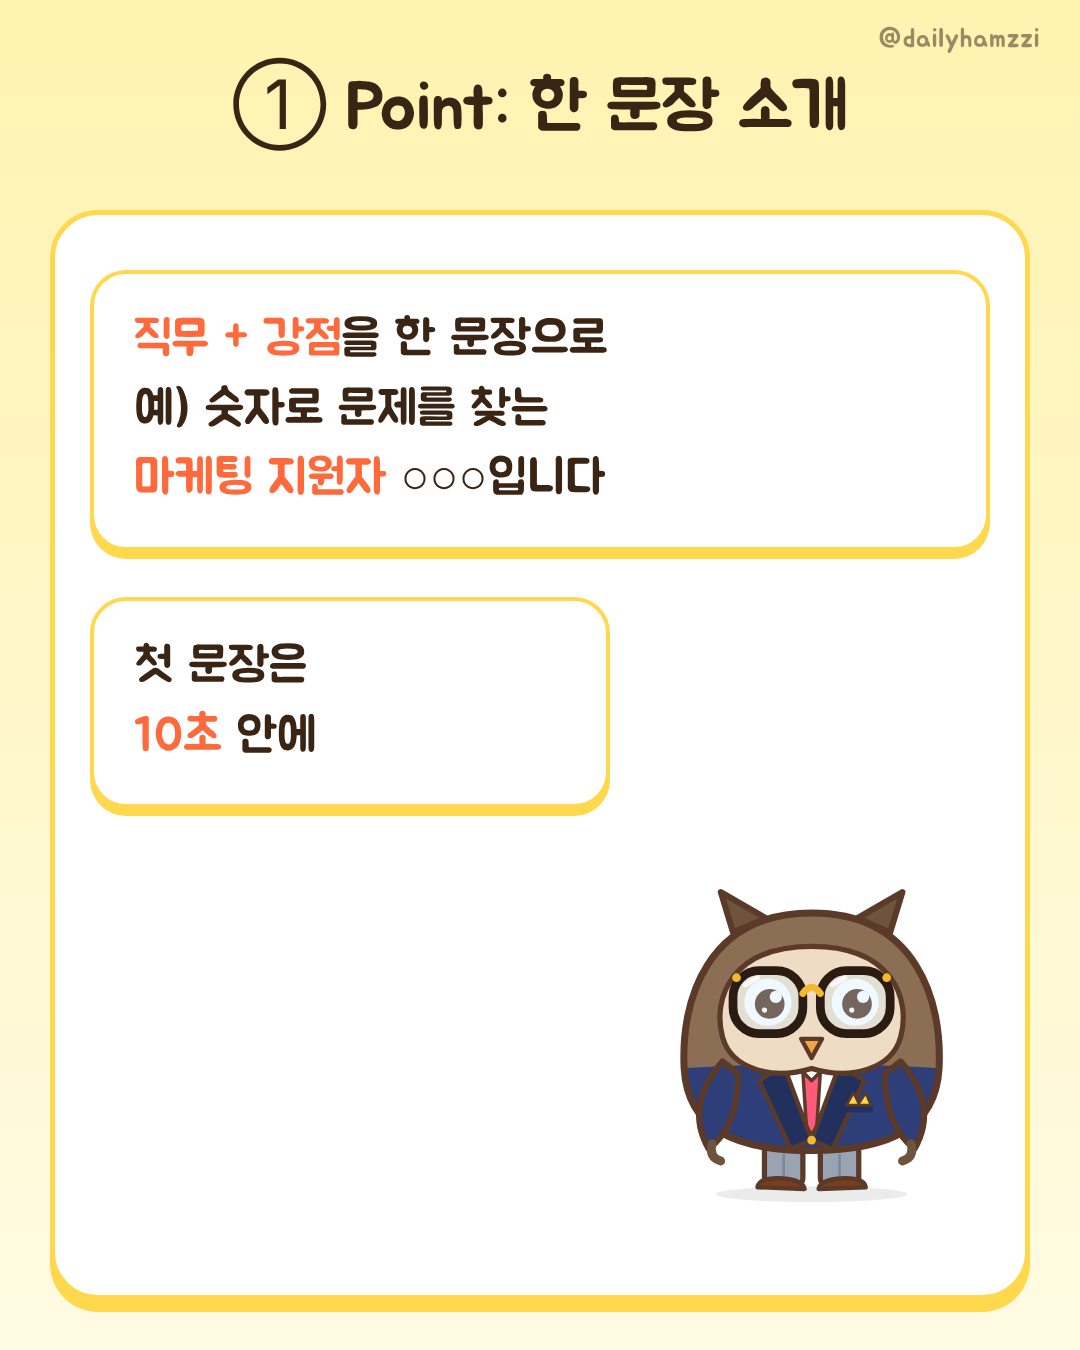 @dailyhamzzi
① Point: 한 문장 소개
직무 + 강점을 한 문장으로
예) 숫자로 문제를 찾는
마케팅 지원자 ○○○입니다
첫 문장은
10초 안에